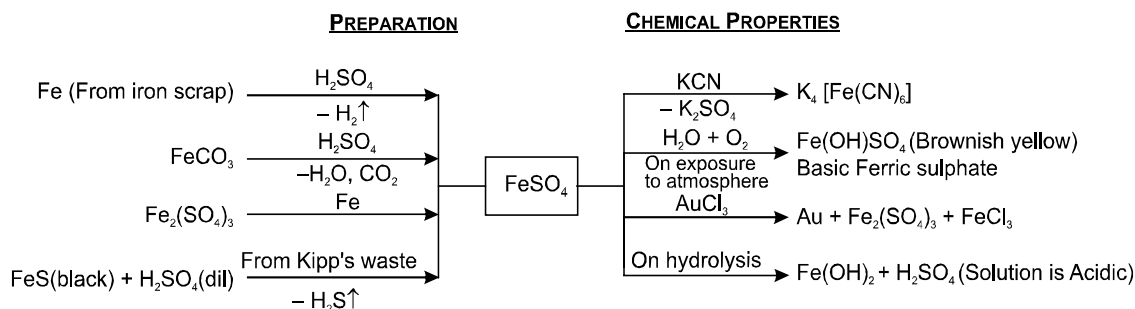 PREPARATION
CHEMICAL PROPERTIES
Fe (From iron scrap)
H₂SO₄
– H₂↑
FeCO₃
H₂SO₄
–H₂O, CO₂
Fe₂(SO₄)₃
Fe
FeS(black) + H₂SO₄(dil)
From Kipp's waste
– H₂S↑
FeSO₄
KCN
– K₂SO₄
K₄ [Fe(CN)₆]
H₂O + O₂
On exposure
to atmosphere
Fe(OH)SO₄ (Brownish yellow)
Basic Ferric sulphate
AuCl₃
Au + Fe₂(SO₄)₃ + FeCl₃
On hydrolysis
Fe(OH)₂ + H₂SO₄ (Solution is Acidic)